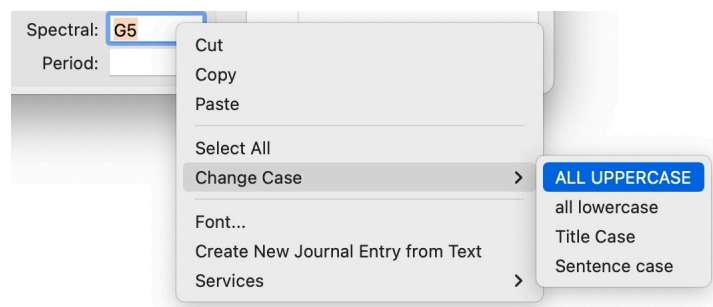 Spectral: G5
Period:
Cut
Copy
Paste
Select All
Change Case
ALL UPPERCASE
all lowercase
Title Case
Sentence case
Font...
Create New Journal Entry from Text
Services